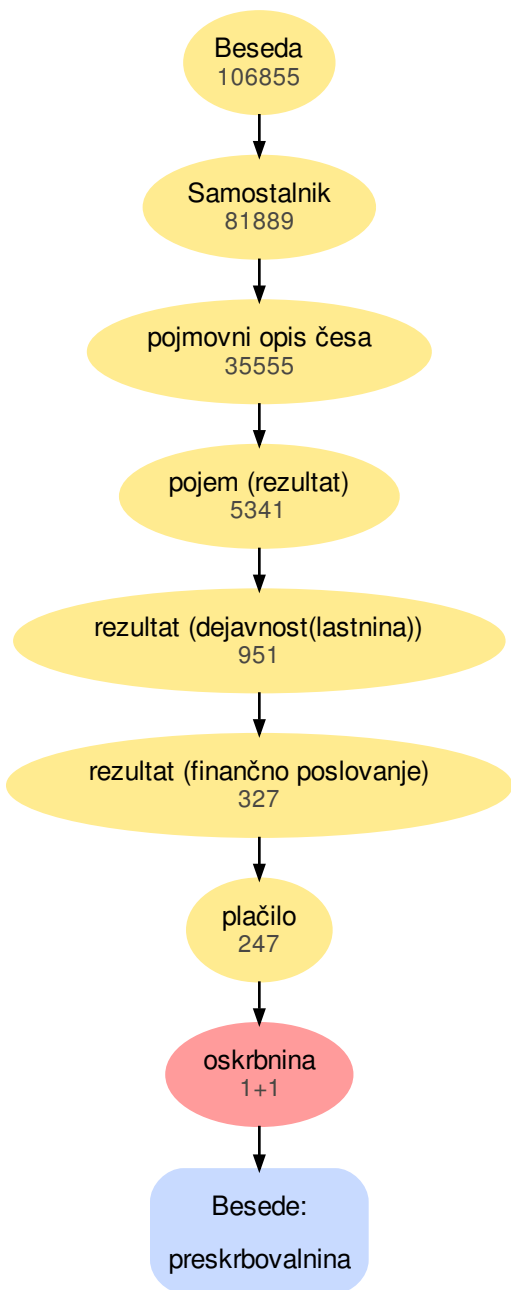 Beseda
106855
Samostalnik
81889
pojmovni opis česa
35555
pojem (rezultat)
5341
rezultat (dejavnost(lastnina))
951
rezultat (finančno poslovanje)
327
plačilo
247
oskrbnina
1+1
Besede:
preskrbovalnina